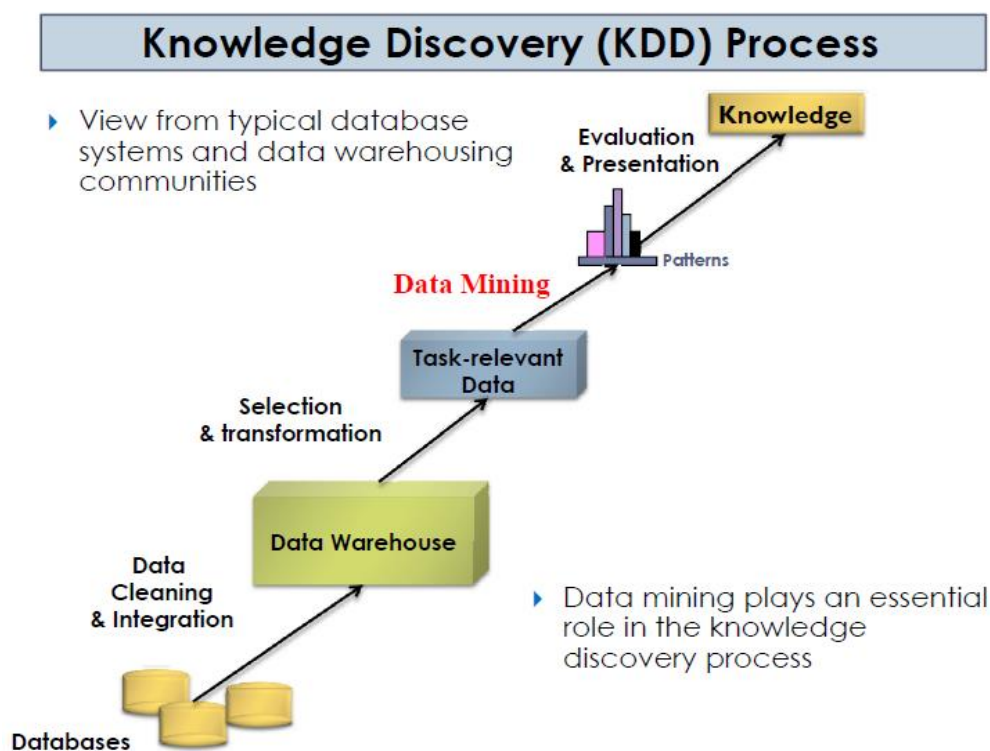 Knowledge Discovery (KDD) Process
View from typical database
systems and data warehousing
communities
Knowledge
Evaluation
& Presentation
Patterns
Data Mining
Task-relevant
Data
Selection
& transformation
Data Warehouse
Data
Cleaning
& Integration
Data mining plays an essential
role in the knowledge
discovery process
Databases